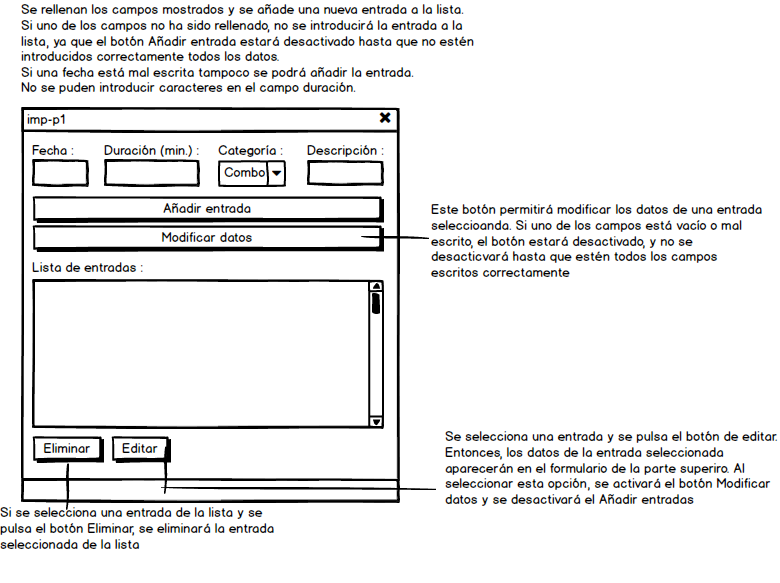 Se rellenan los campos mostrados y se añade una nueva entrada a la lista.
Si uno de los campos no ha sido rellenado, no se introducirá la entrada a la
lista, ya que el botón Añadir entrada estará desactivado hasta que no estén
introducidos correctamente todos los datos.
Si una fecha está mal escrita tampoco se podrá añadir la entrada.
No se puden introducir caracteres en el campo duración.
imp-p1
Fecha : Duración (min.) : Categoría : Descripción :
Combo
Añadir entrada
Modificar datos
Este botón permitirá modificar los datos de una entrada
seleccioanda. Si uno de los campos está vacío o mal
escrito, el botón estará desactivado, y no se
desacticvará hasta que estén todos los campos
escritos correctamente
Lista de entradas :
Eliminar Editar
Se selecciona una entrada y se pulsa el botón de editar.
Entonces, los datos de la entrada seleccionada
aparecerán en el formulario de la parte superiro. Al
seleccionar esta opción, se activará el botón Modificar
datos y se desactivará el Añadir entradas
Si se selecciona una entrada de la lista y se
pulsa el botón Eliminar, se eliminará la entrada
seleccionada de la lista